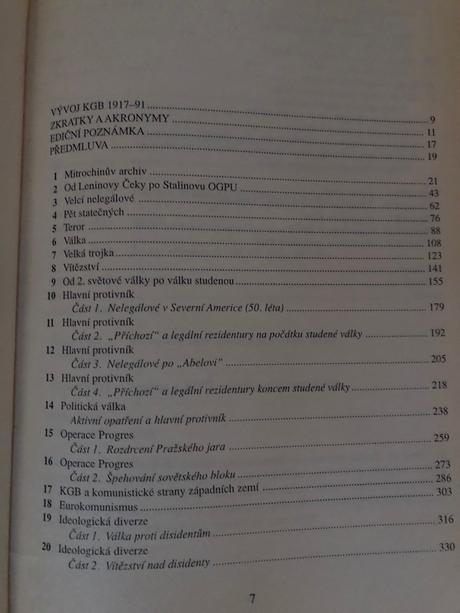 VÝVOJ KGB 1917–91 ........ 9
ZKRATKY A AKRONYMY ........ 11
EDIČNÍ POZNÁMKA ........ 17
PŘEDMLUVA ........ 19
1 Mitrochinův archiv ........ 21
2 Od Leninovy Čeky po Stalinovu OGPU ........ 43
3 Velcí nelegálové ........ 62
4 Pět statečných ........ 76
5 Teror ........ 88
6 Válka ........ 108
7 Velká trojka ........ 123
8 Vítězství ........ 141
9 Od 2. světové války po válku studenou ........ 155
10 Hlavní protivník
Část 1. Nelegálové v Severní Americe (50. léta) ........ 179
11 Hlavní protivník
Část 2. „Příchozí“ a legální rezidentury na počátku studené války ........ 192
12 Hlavní protivník
Část 3. Nelegálové po „Abelovi“ ........ 205
13 Hlavní protivník
Část 4. „Příchozí“ a legální rezidentury koncem studené války ........ 218
14 Politická válka
Aktivní opatření a hlavní protivník ........ 238
15 Operace Progres
Část 1. Rozdrcení Pražského jara ........ 259
16 Operace Progres
Část 2. Špehování sovětského bloku ........ 273
17 KGB a komunistické strany západních zemí ........ 286
18 Eurokomunismus ........ 303
19 Ideologická diverze
Část 1. Válka proti disidentům ........ 316
20 Ideologická diverze
Část 2. Vítězství nad disidenty ........ 330
7